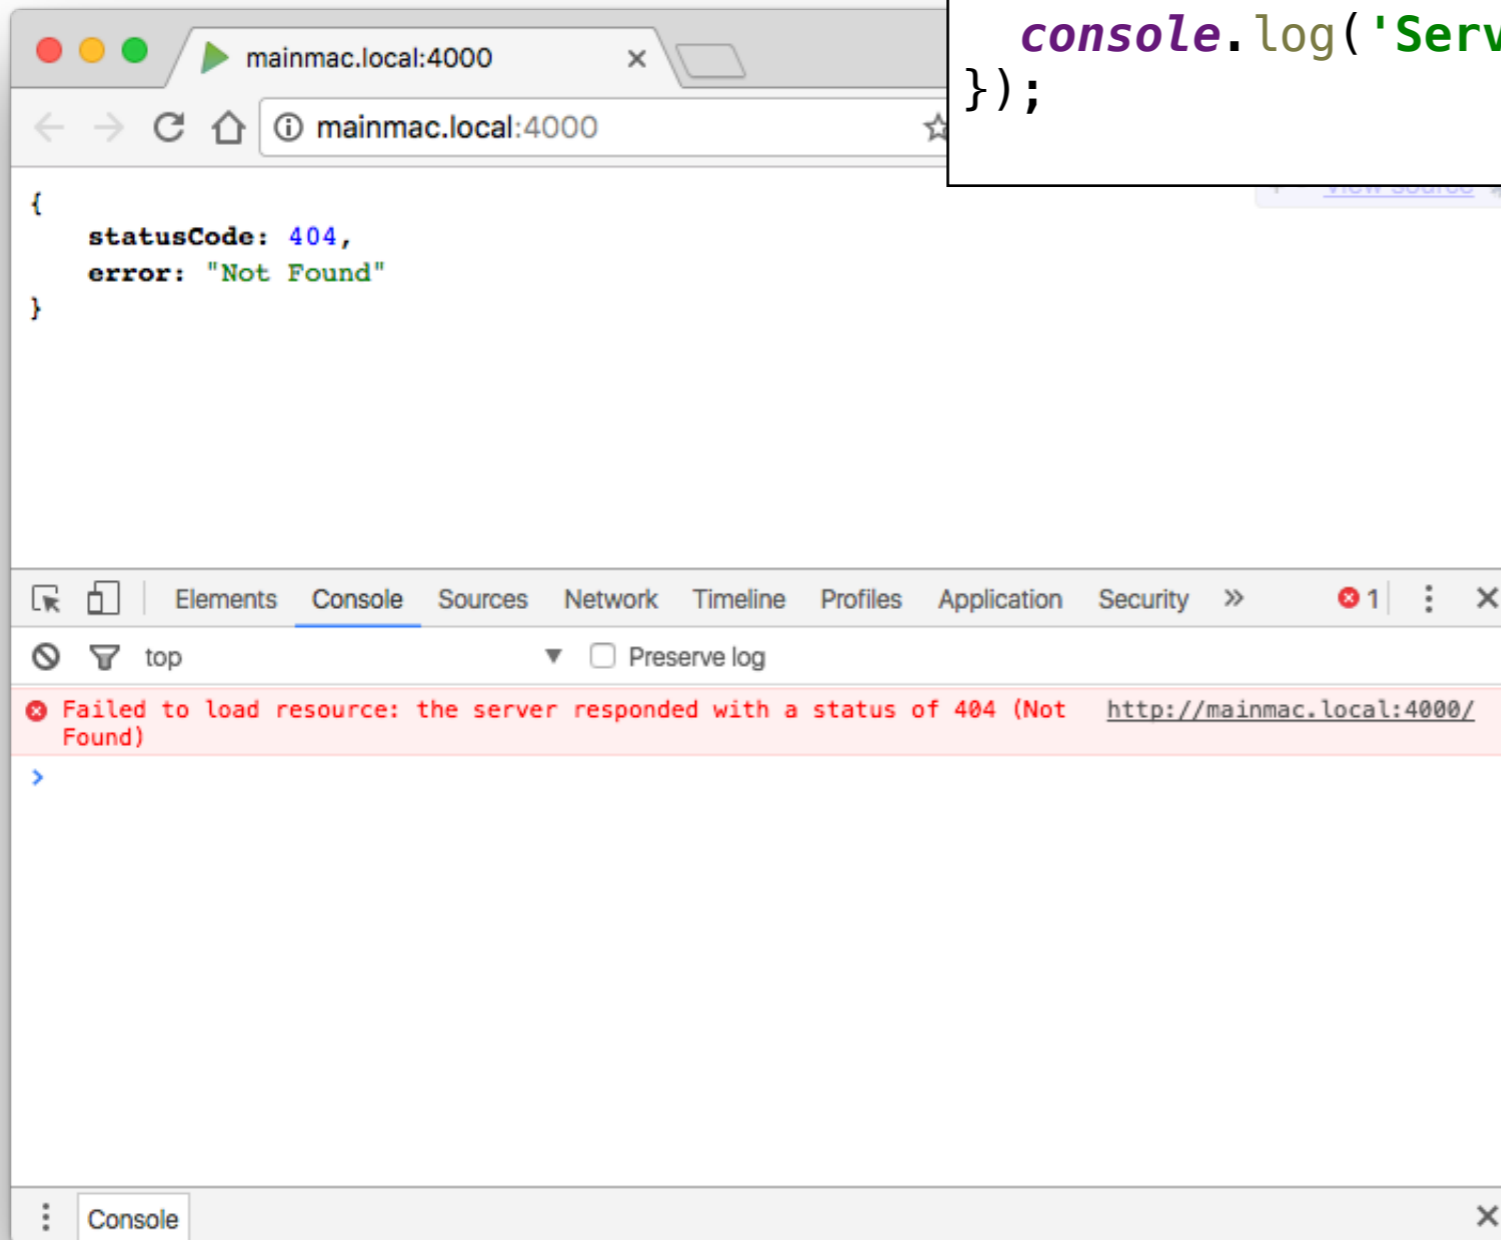 console.log('Serv
});
mainmac.local:4000
mainmac.local:4000
View source
{
statusCode: 404,
error: "Not Found"
}
Elements Console Sources Network Timeline Profiles Application Security » 1
top Preserve log
Failed to load resource: the server responded with a status of 404 (Not http://mainmac.local:4000/
Found)
>
Console